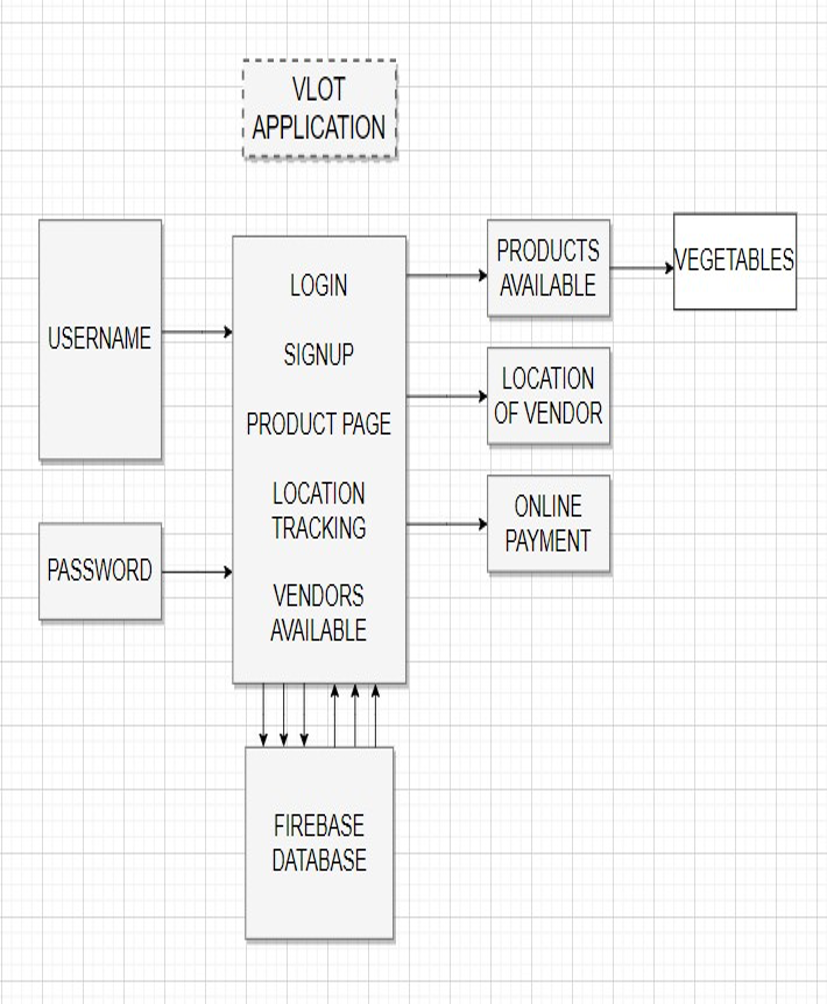 VLOT
APPLICATION
USERNAME
PASSWORD
LOGIN
SIGNUP
PRODUCT PAGE
LOCATION
TRACKING
VENDORS
AVAILABLE
PRODUCTS
AVAILABLE
VEGETABLES
LOCATION
OF VENDOR
ONLINE
PAYMENT
FIREBASE
DATABASE